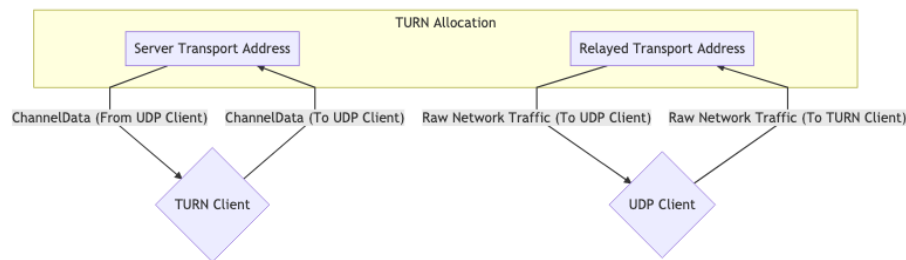 TURN Allocation
Server Transport Address
Relayed Transport Address
ChannelData (From UDP Client)
ChannelData (To UDP Client)
Raw Network Traffic (To UDP Client)
Raw Network Traffic (To TURN Client)
TURN Client
UDP Client